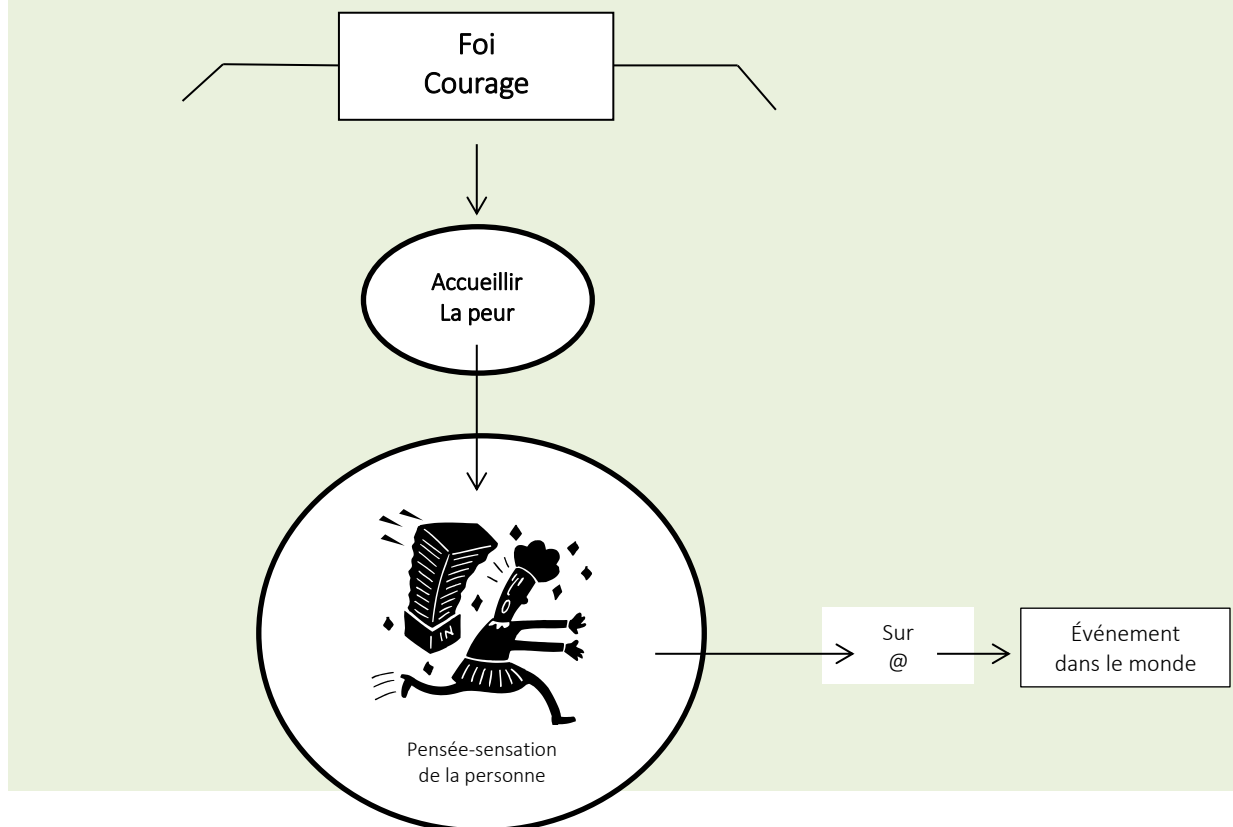 Foi
Courage
Accueillir
La peur
IN
Sur
@
Événement
dans le monde
Pensée-sensation
de la personne